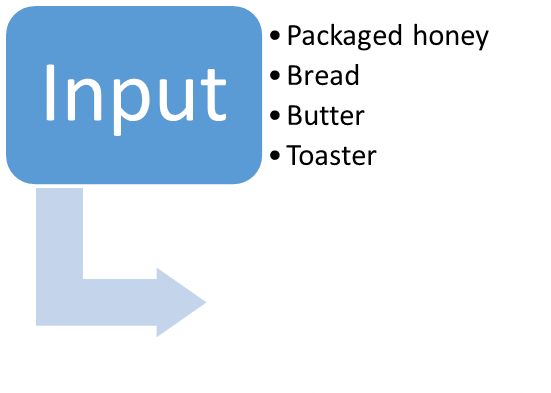 Input
• Packaged honey
• Bread
• Butter
• Toaster